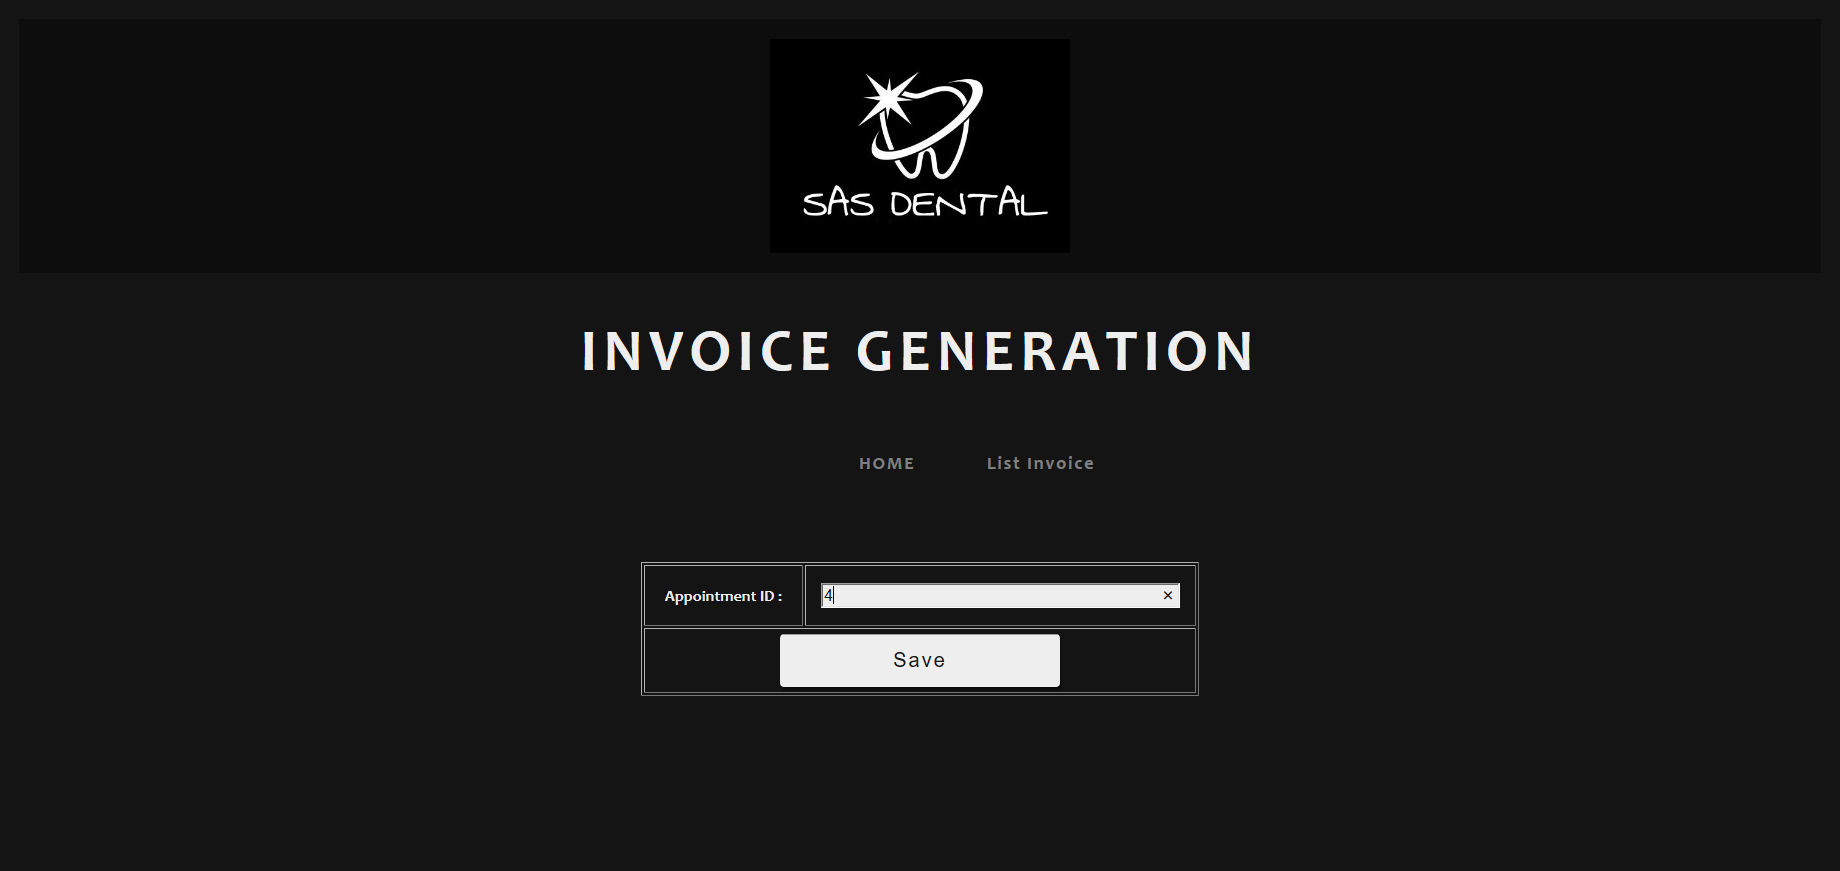 SAS DENTAL
INVOICE GENERATION
HOME List Invoice
Appointment ID : 4 ×
Save